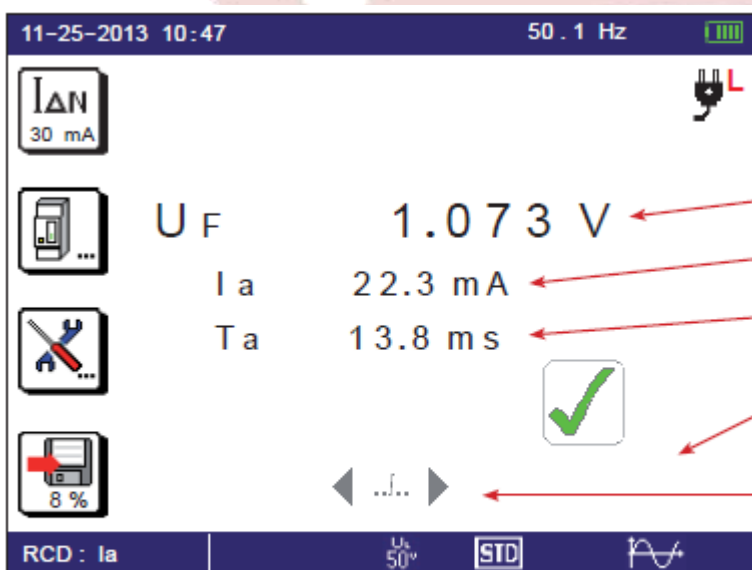 11-25-2013 10:47 50.1 Hz
L
IΔN
30 mA
UF 1.073 V
...
Ia 22.3 mA
Ta 13.8 ms
...
8 %
RCD: Ia 50V STD